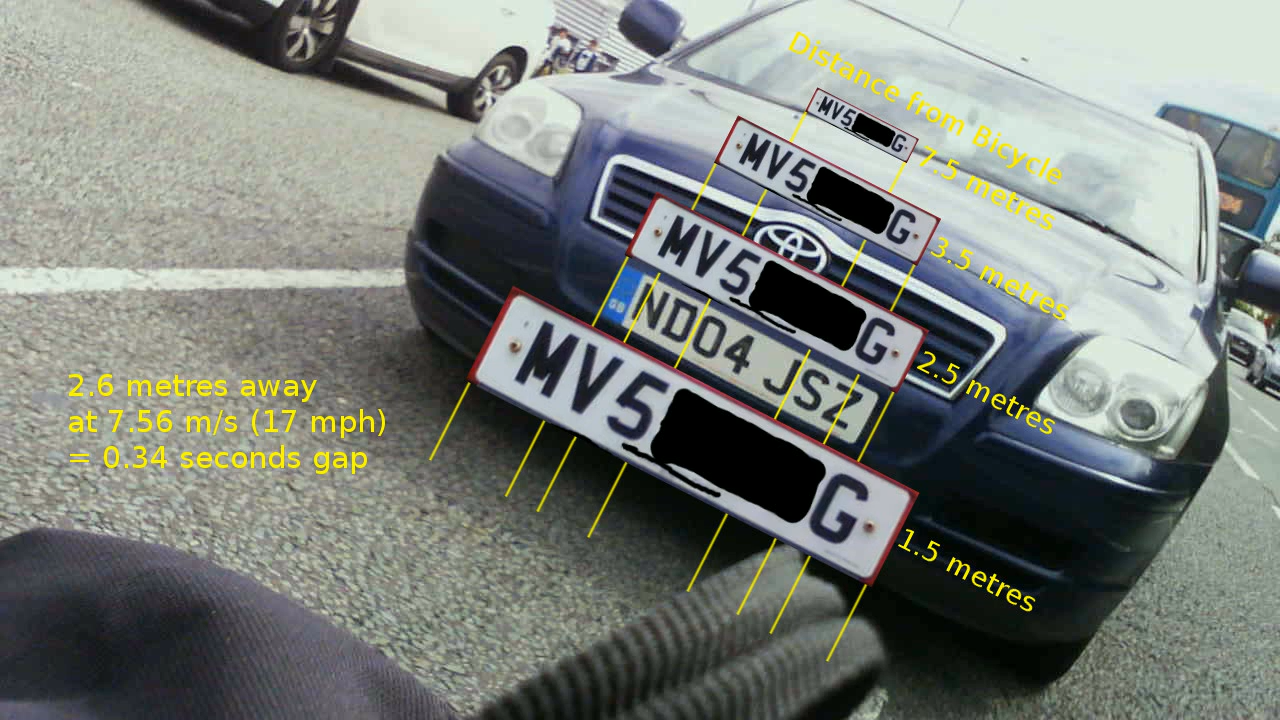 Distance from Bicycle
MV5 G
7.5 metres
MV5 G
3.5 metres
MV5 G
2.5 metres
GB ND04 JSZ
MV5 G
1.5 metres
2.6 metres away
at 7.56 m/s (17 mph)
= 0.34 seconds gap